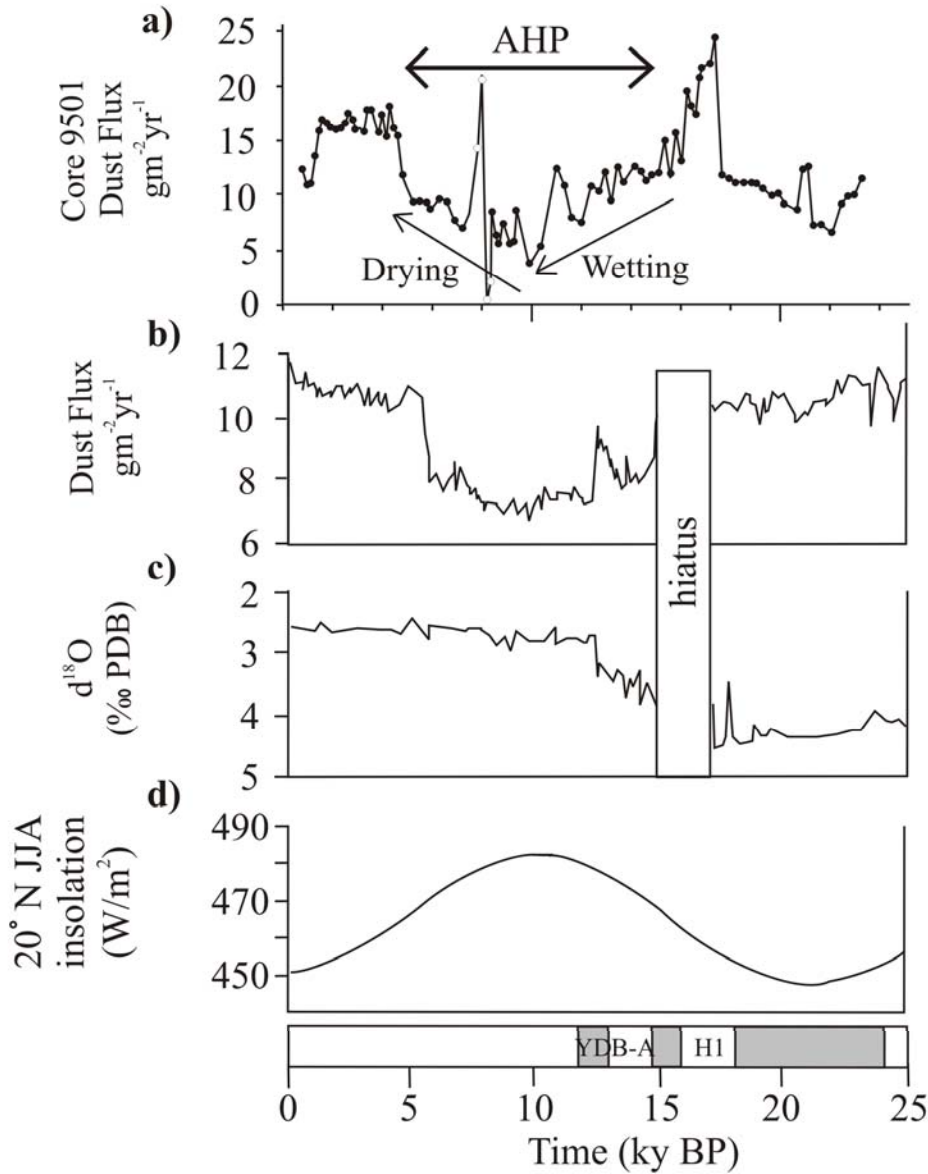 a)
Core 9501
Dust Flux
gm⁻²yr⁻¹
25
20
15
10
5
0
AHP
Drying
Wetting
b)
Dust Flux
gm⁻²yr⁻¹
12
10
8
6
hiatus
c)
d¹⁸O
(‰ PDB)
2
3
4
5
d)
20° N JJA
insolation
(W/m²)
490
470
450
YDB-A H1
0 5 10 15 20 25
Time (ky BP)